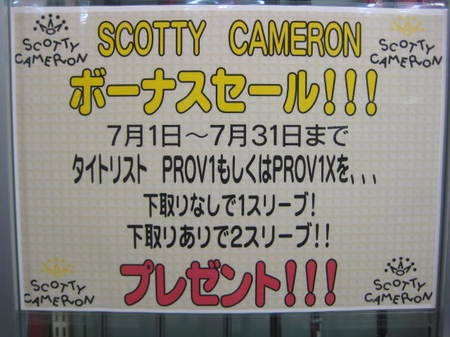 SCOTTY CAMERON
SCOTTY CAMERON
SCOTTY CAMERON
ボーナスセール!!!
7月1日〜7月31日まで
タイトリスト PROV1もしくはPROV1Xを、、、
下取りなしで1スリーブ!
下取りありで2スリーブ!!
プレゼント!!!
SCOTTY CAMERON
SCOTTY CAMERON